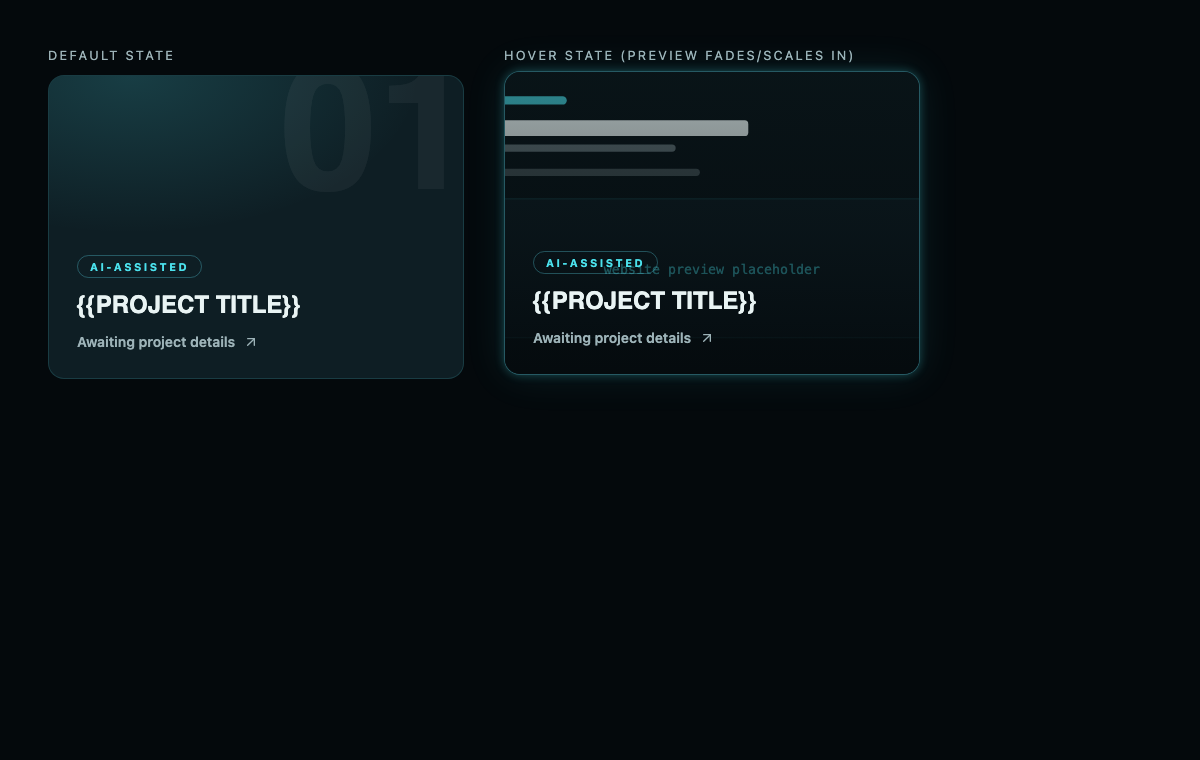 DEFAULT STATE
01
AI-ASSISTED
{{PROJECT TITLE}}
Awaiting project details
HOVER STATE (PREVIEW FADES/SCALES IN)
AI-ASSISTED
website preview placeholder
{{PROJECT TITLE}}
Awaiting project details